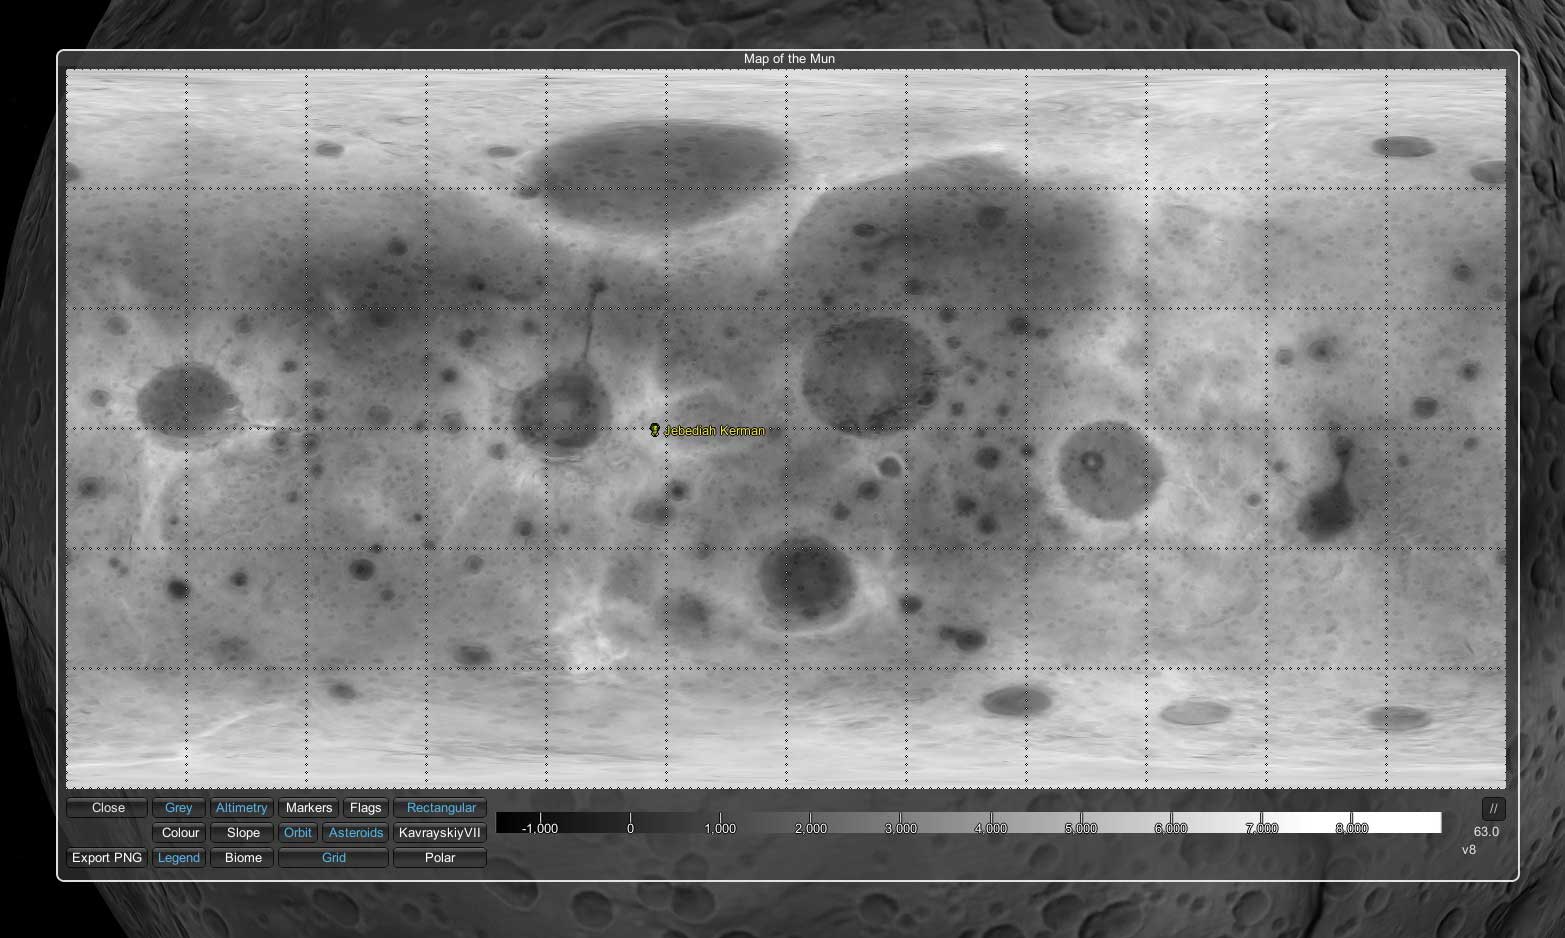 Map of the Mun
Jebediah Kerman
Close Grey Altimetry Markers Flags Rectangular //
Colour Slope Orbit Asteroids KavrayskiyVII -1,000 0 1,000 2,000 3,000 4,000 5,000 6,000 7,000 8,000 63.0
v8
Export PNG Legend Biome Grid Polar